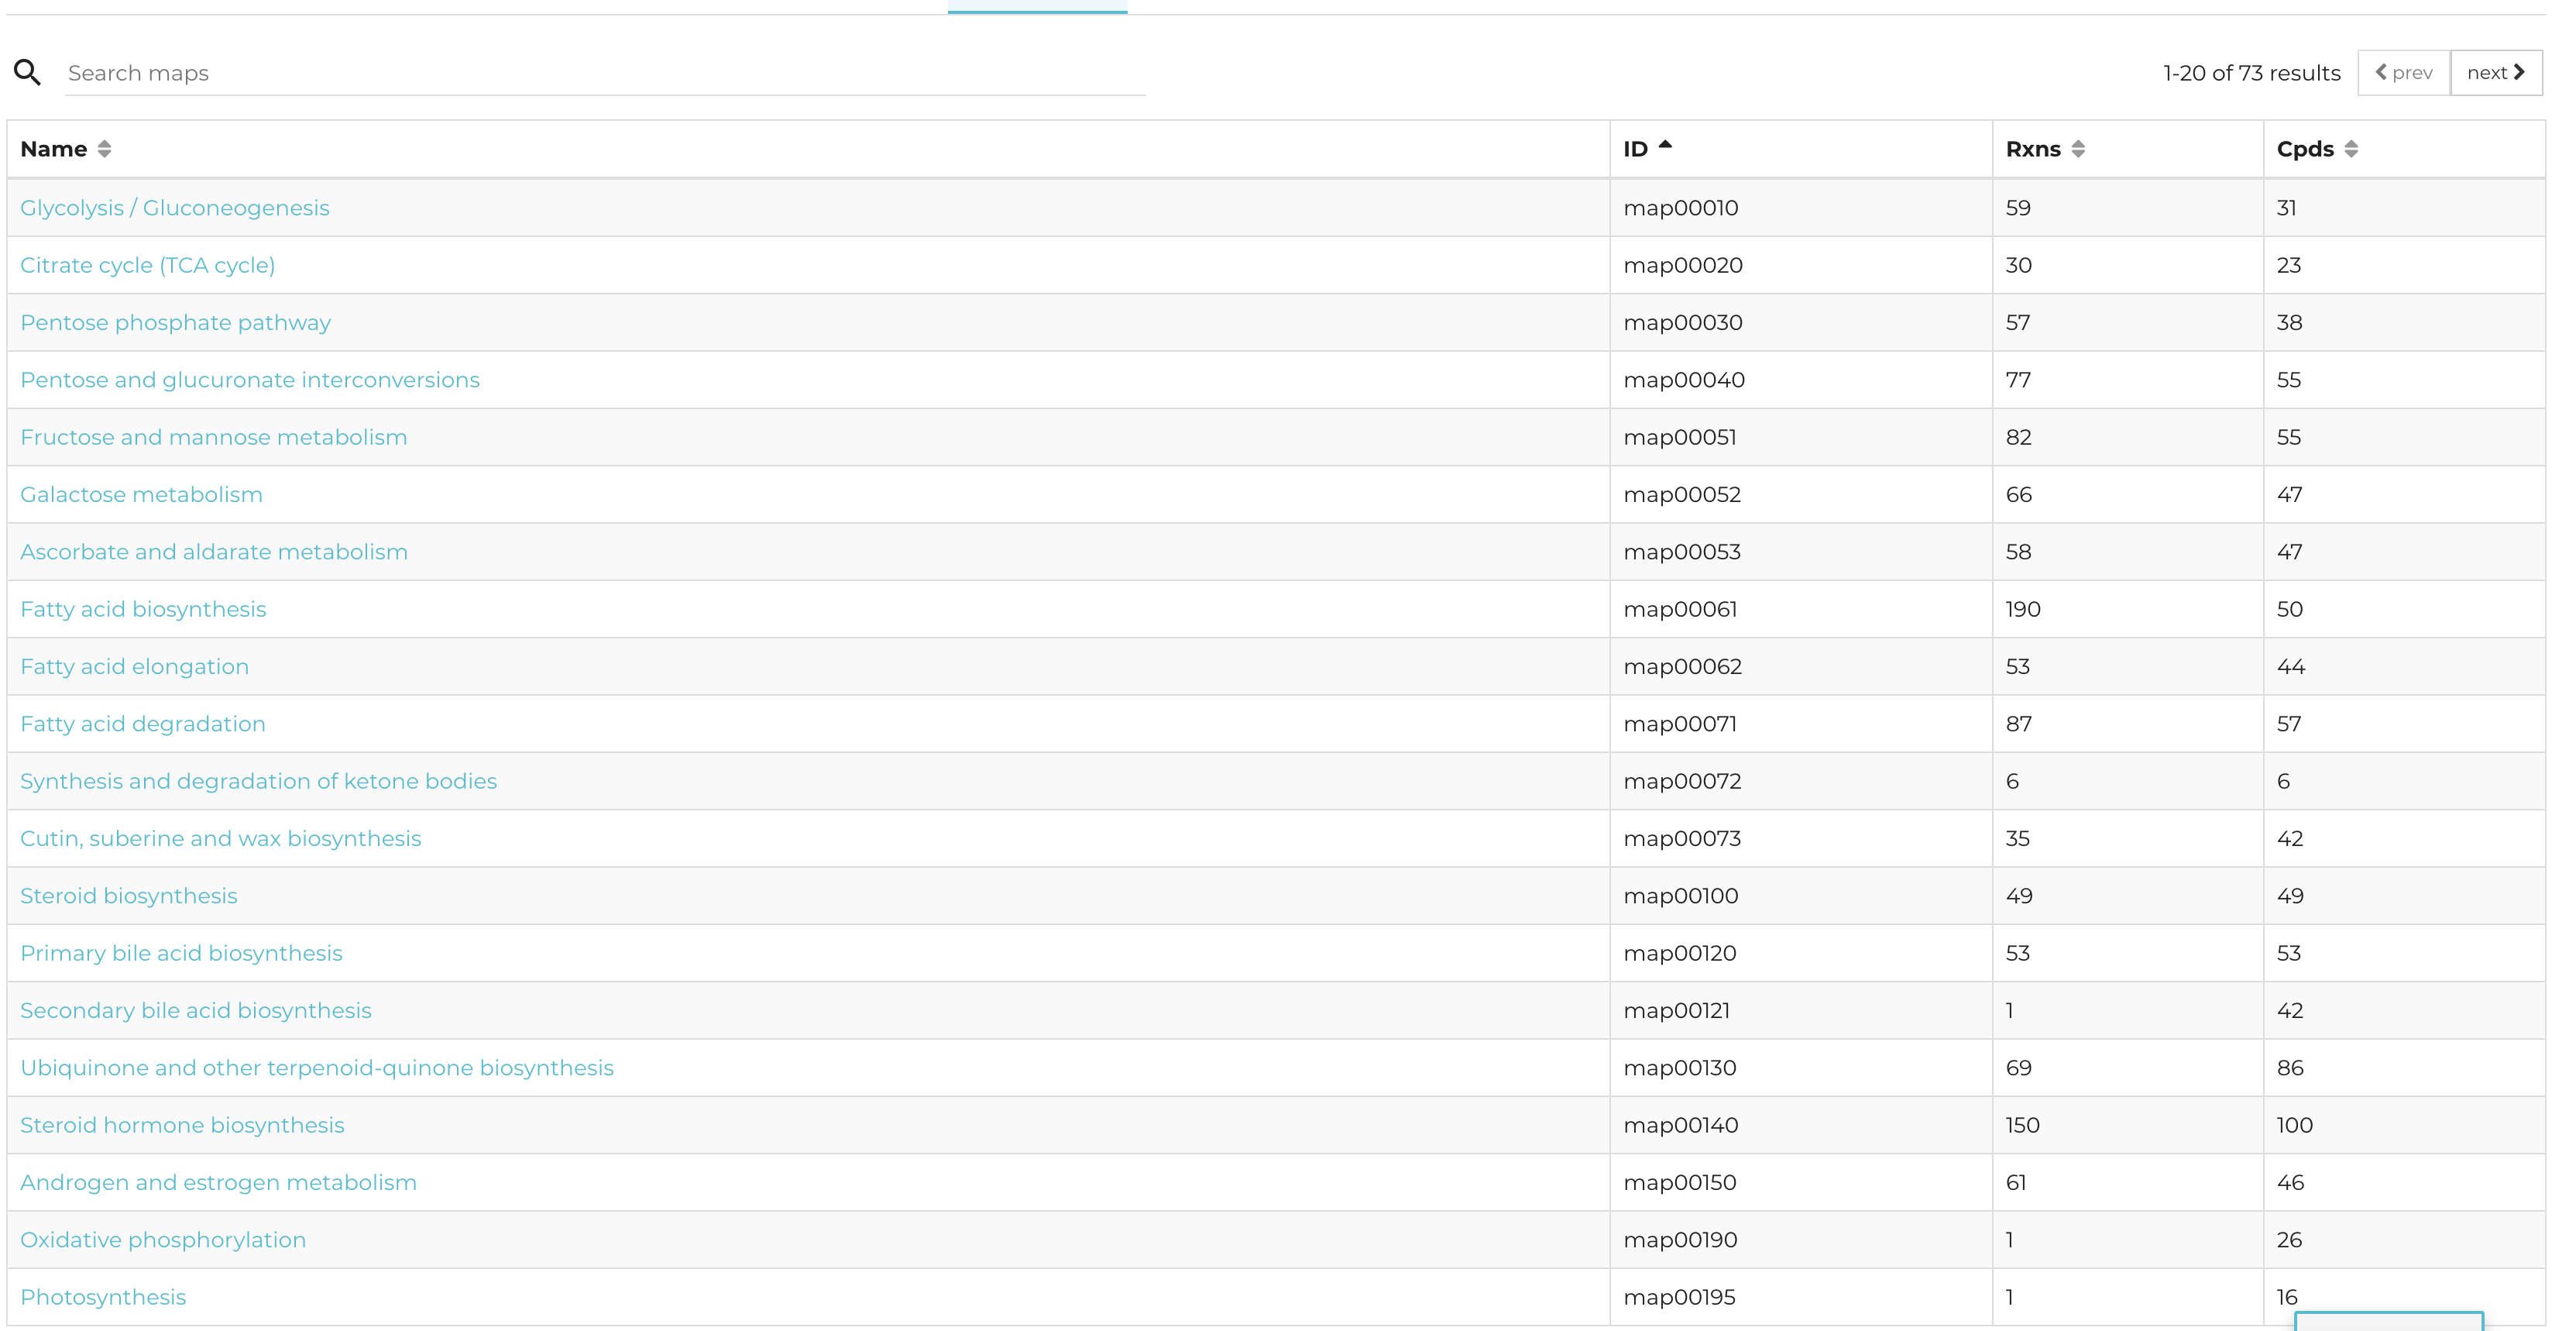 Search maps
1-20 of 73 results prev next
Name ID Rxns Cpds
Glycolysis / Gluconeogenesis map00010 59 31
Citrate cycle (TCA cycle) map00020 30 23
Pentose phosphate pathway map00030 57 38
Pentose and glucuronate interconversions map00040 77 55
Fructose and mannose metabolism map00051 82 55
Galactose metabolism map00052 66 47
Ascorbate and aldarate metabolism map00053 58 47
Fatty acid biosynthesis map00061 190 50
Fatty acid elongation map00062 53 44
Fatty acid degradation map00071 87 57
Synthesis and degradation of ketone bodies map00072 6 6
Cutin, suberine and wax biosynthesis map00073 35 42
Steroid biosynthesis map00100 49 49
Primary bile acid biosynthesis map00120 53 53
Secondary bile acid biosynthesis map00121 1 42
Ubiquinone and other terpenoid-quinone biosynthesis map00130 69 86
Steroid hormone biosynthesis map00140 150 100
Androgen and estrogen metabolism map00150 61 46
Oxidative phosphorylation map00190 1 26
Photosynthesis map00195 1 16